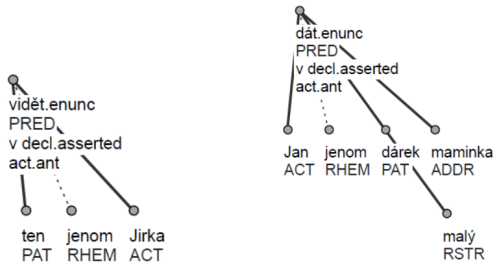 vidět.enunc
PRED
v decl.asserted
act.ant
ten jenom Jirka
PAT RHEM ACT
dát.enunc
PRED
v decl.asserted
act.ant
Jan jenom dárek maminka
ACT RHEM PAT ADDR
malý
RSTR